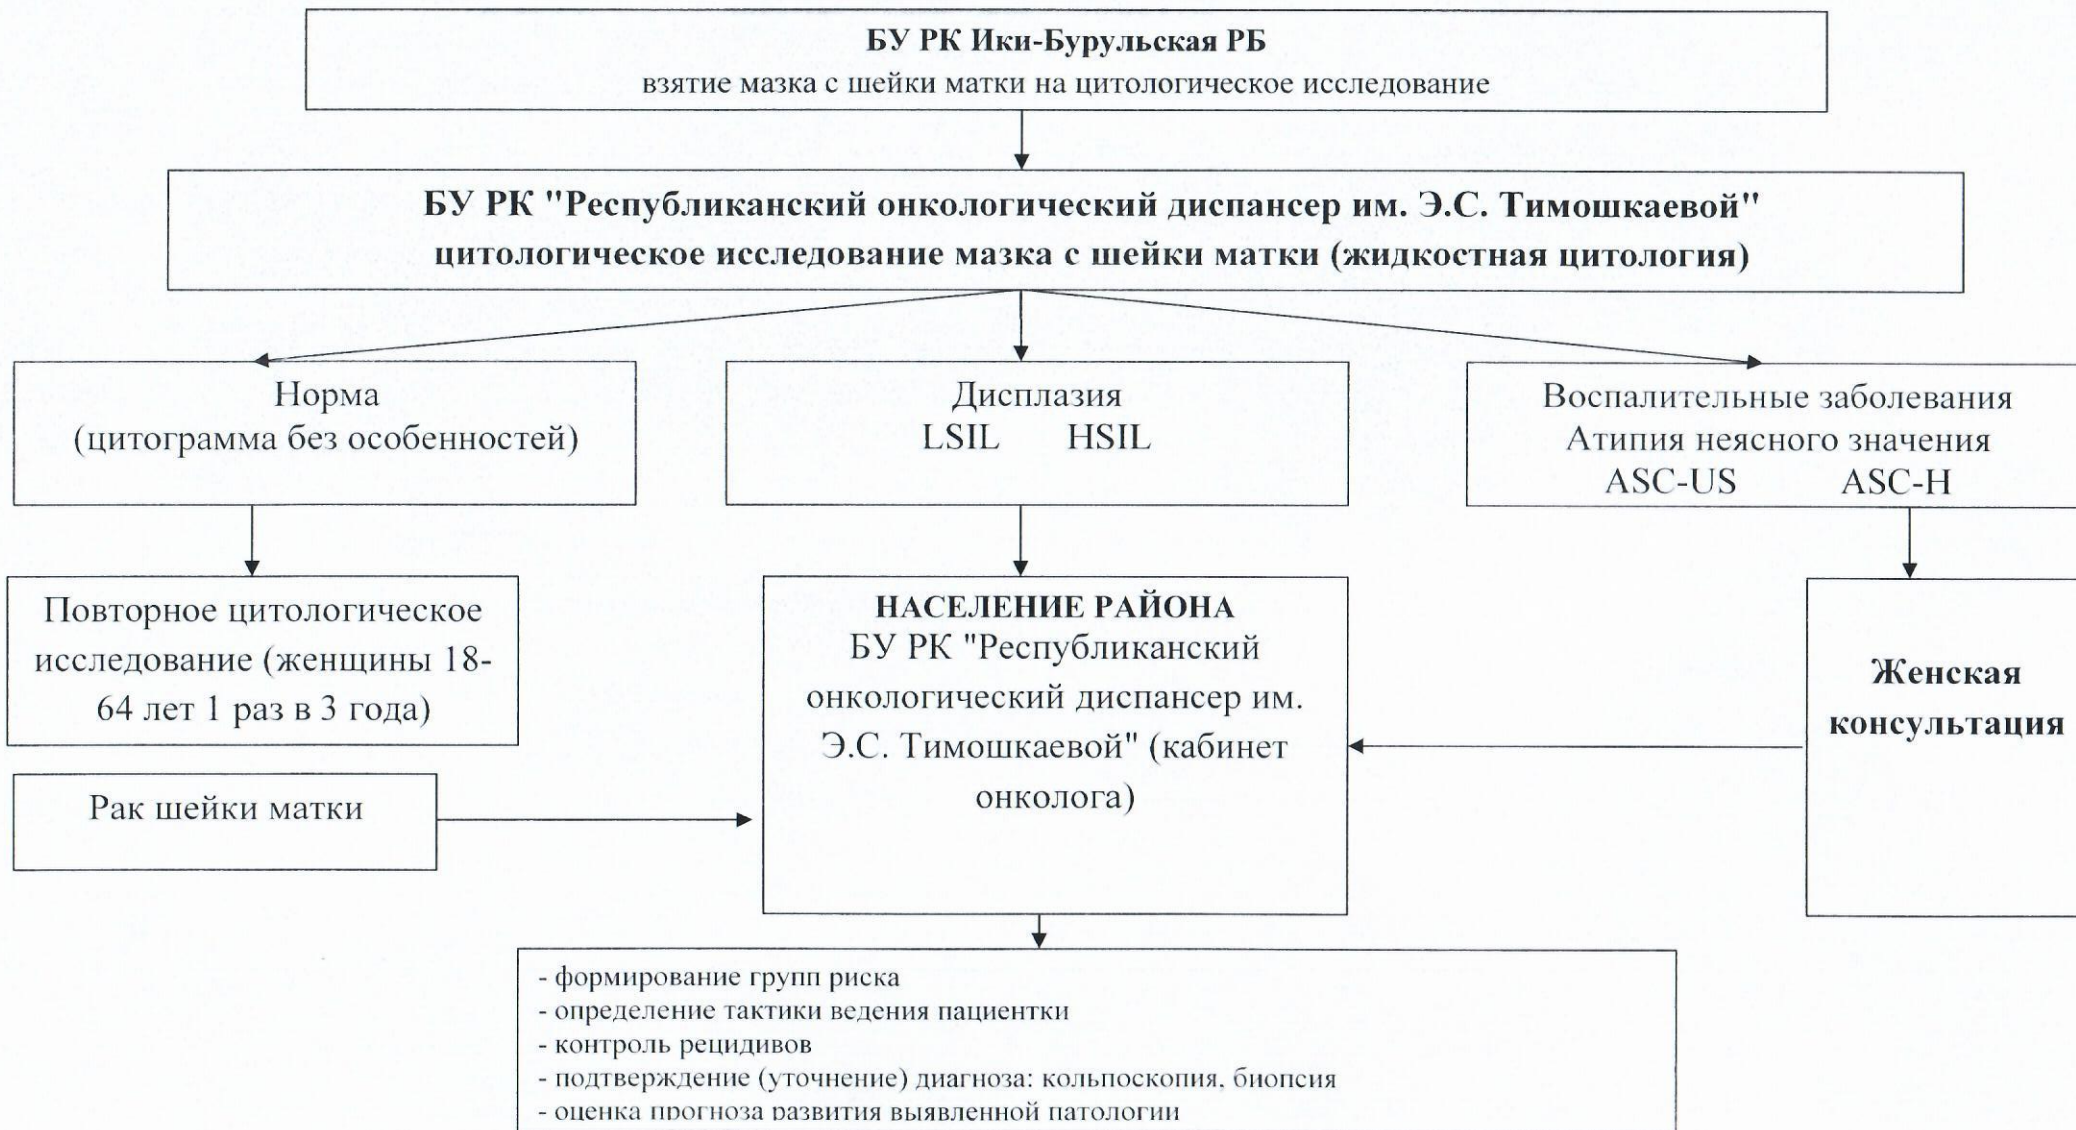 БУ РК Ики-Бурульская РБ
взятие мазка с шейки матки на цитологическое исследование
БУ РК "Республиканский онкологический диспансер им. Э.С. Тимошкаевой"
цитологическое исследование мазка с шейки матки (жидкостная цитология)
Норма
(цитограмма без особенностей)
Дисплазия
LSIL HSIL
Воспалительные заболевания
Атипия неясного значения
ASC-US ASC-H
Повторное цитологическое
исследование (женщины 18-
64 лет 1 раз в 3 года)
НАСЕЛЕНИЕ РАЙОНА
БУ РК "Республиканский
онкологический диспансер им.
Э.С. Тимошкаевой" (кабинет
онколога)
Женская
консультация
Рак шейки матки
- формирование групп риска
- определение тактики ведения пациентки
- контроль рецидивов
- подтверждение (уточнение) диагноза: кольпоскопия, биопсия
- оценка прогноза развития выявленной патологии